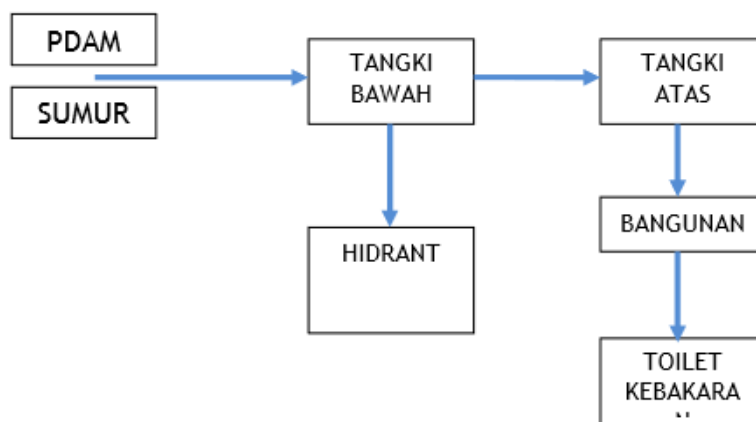 PDAM
SUMUR
TANGKI
BAWAH
TANGKI
ATAS
HIDRANT
BANGUNAN
TOILET
KEBAKARA